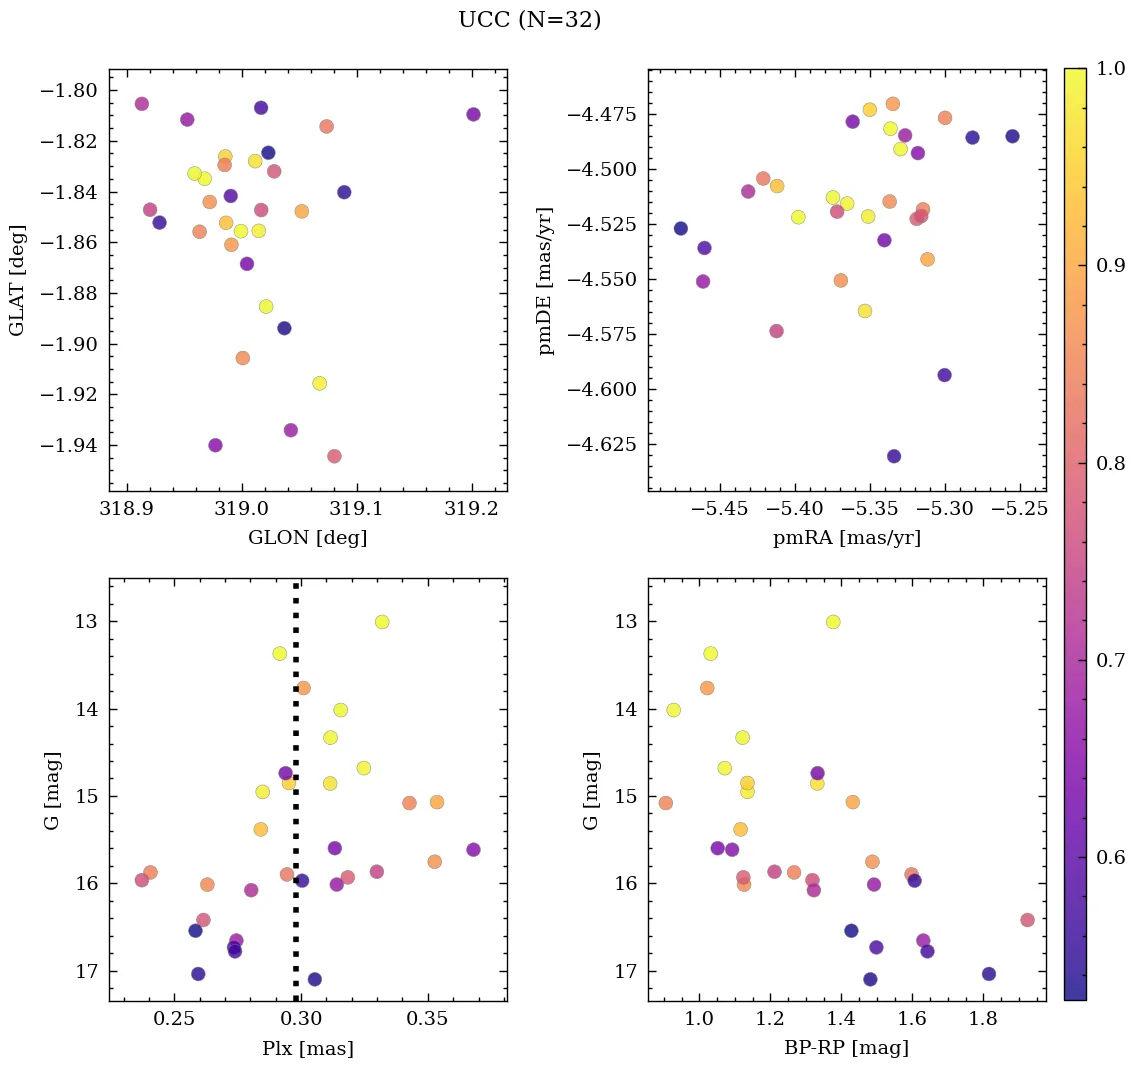 UCC (N=32)
−1.80
−1.82
−1.84
−1.86
−1.88
−1.90
−1.92
−1.94
GLAT [deg]
318.9 319.0 319.1 319.2
GLON [deg]
−4.475
−4.500
−4.525
−4.550
−4.575
−4.600
−4.625
pmDE [mas/yr]
−5.45 −5.40 −5.35 −5.30 −5.25
pmRA [mas/yr]
13
14
15
16
17
G [mag]
0.25 0.30 0.35
Plx [mas]
13
14
15
16
17
G [mag]
1.0 1.2 1.4 1.6 1.8
BP-RP [mag]
1.0
0.9
0.8
0.7
0.6